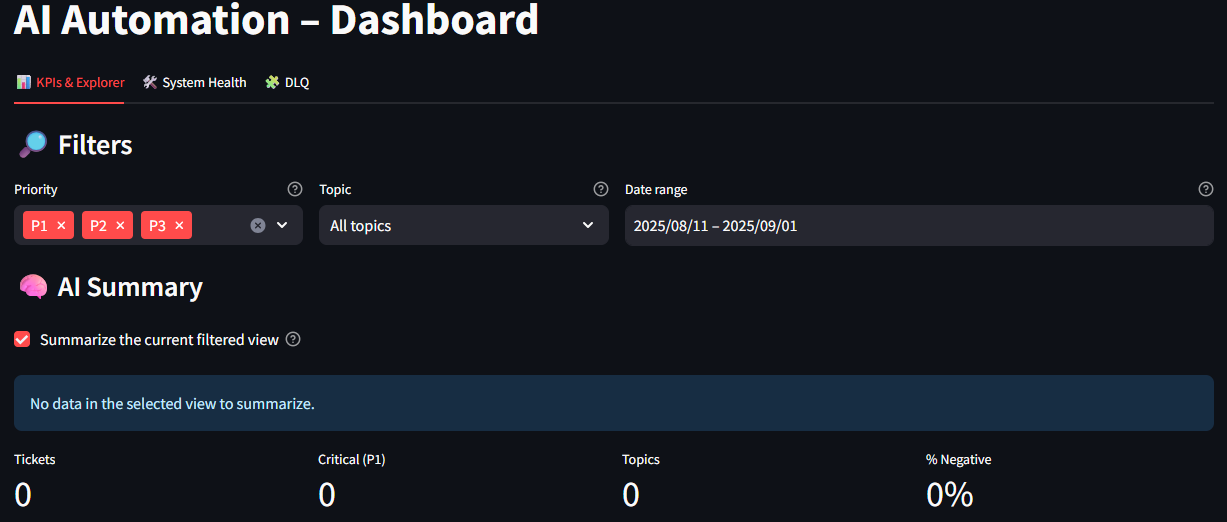 AI Automation – Dashboard
KPIs & Explorer System Health DLQ
Filters
Priority Topic Date range
P1 P2 P3 All topics 2025/08/11 – 2025/09/01
AI Summary
Summarize the current filtered view
No data in the selected view to summarize.
Tickets Critical (P1) Topics % Negative
0 0 0 0%